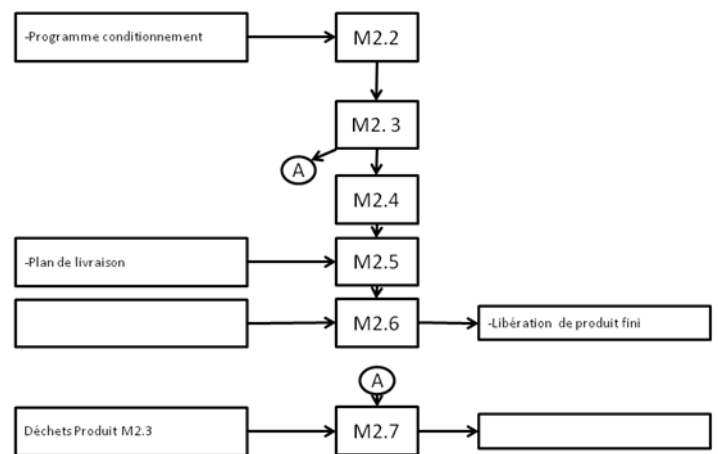 -Programme conditionnement
M2.2
M2. 3
A
M2.4
-Plan de livraison
M2.5
M2.6
-Libération de produit fini
A
Déchets Produit M2.3
M2.7